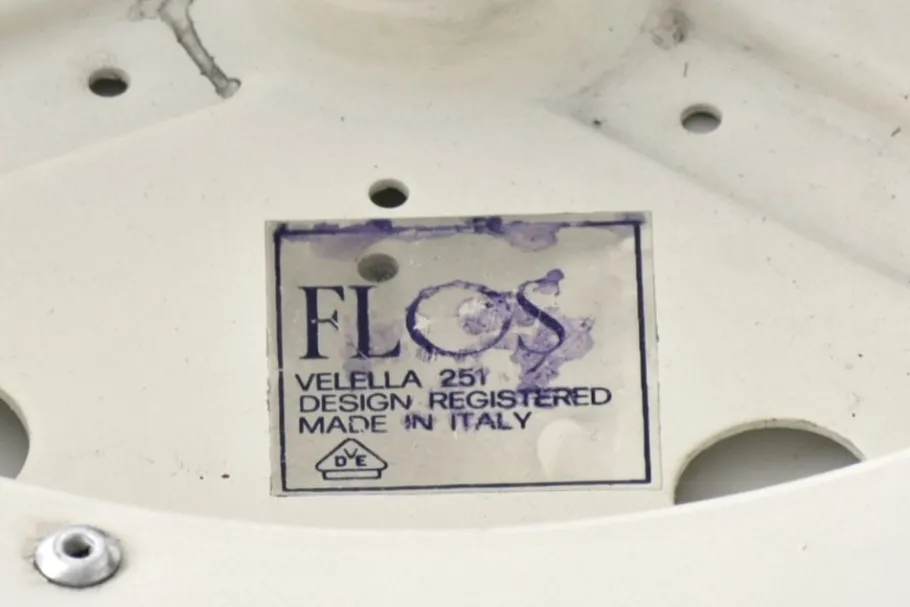 FLOS
VELELLA 251
DESIGN REGISTERED
MADE IN ITALY
DVE